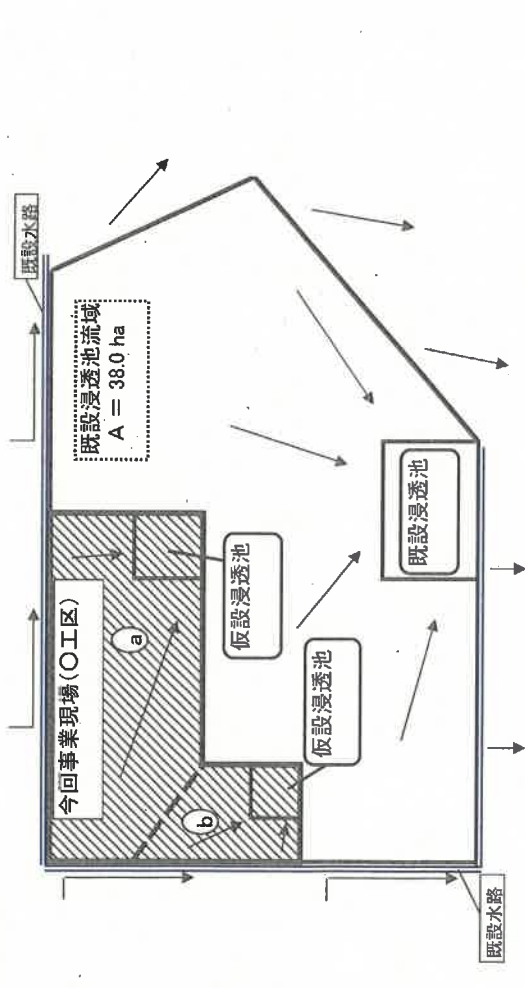 既設水路
既設浸透池流域
A = 38.0 ha
今回事業現場(〇工区)
a
仮設浸透池
b
仮設浸透池
既設浸透池
既設水路